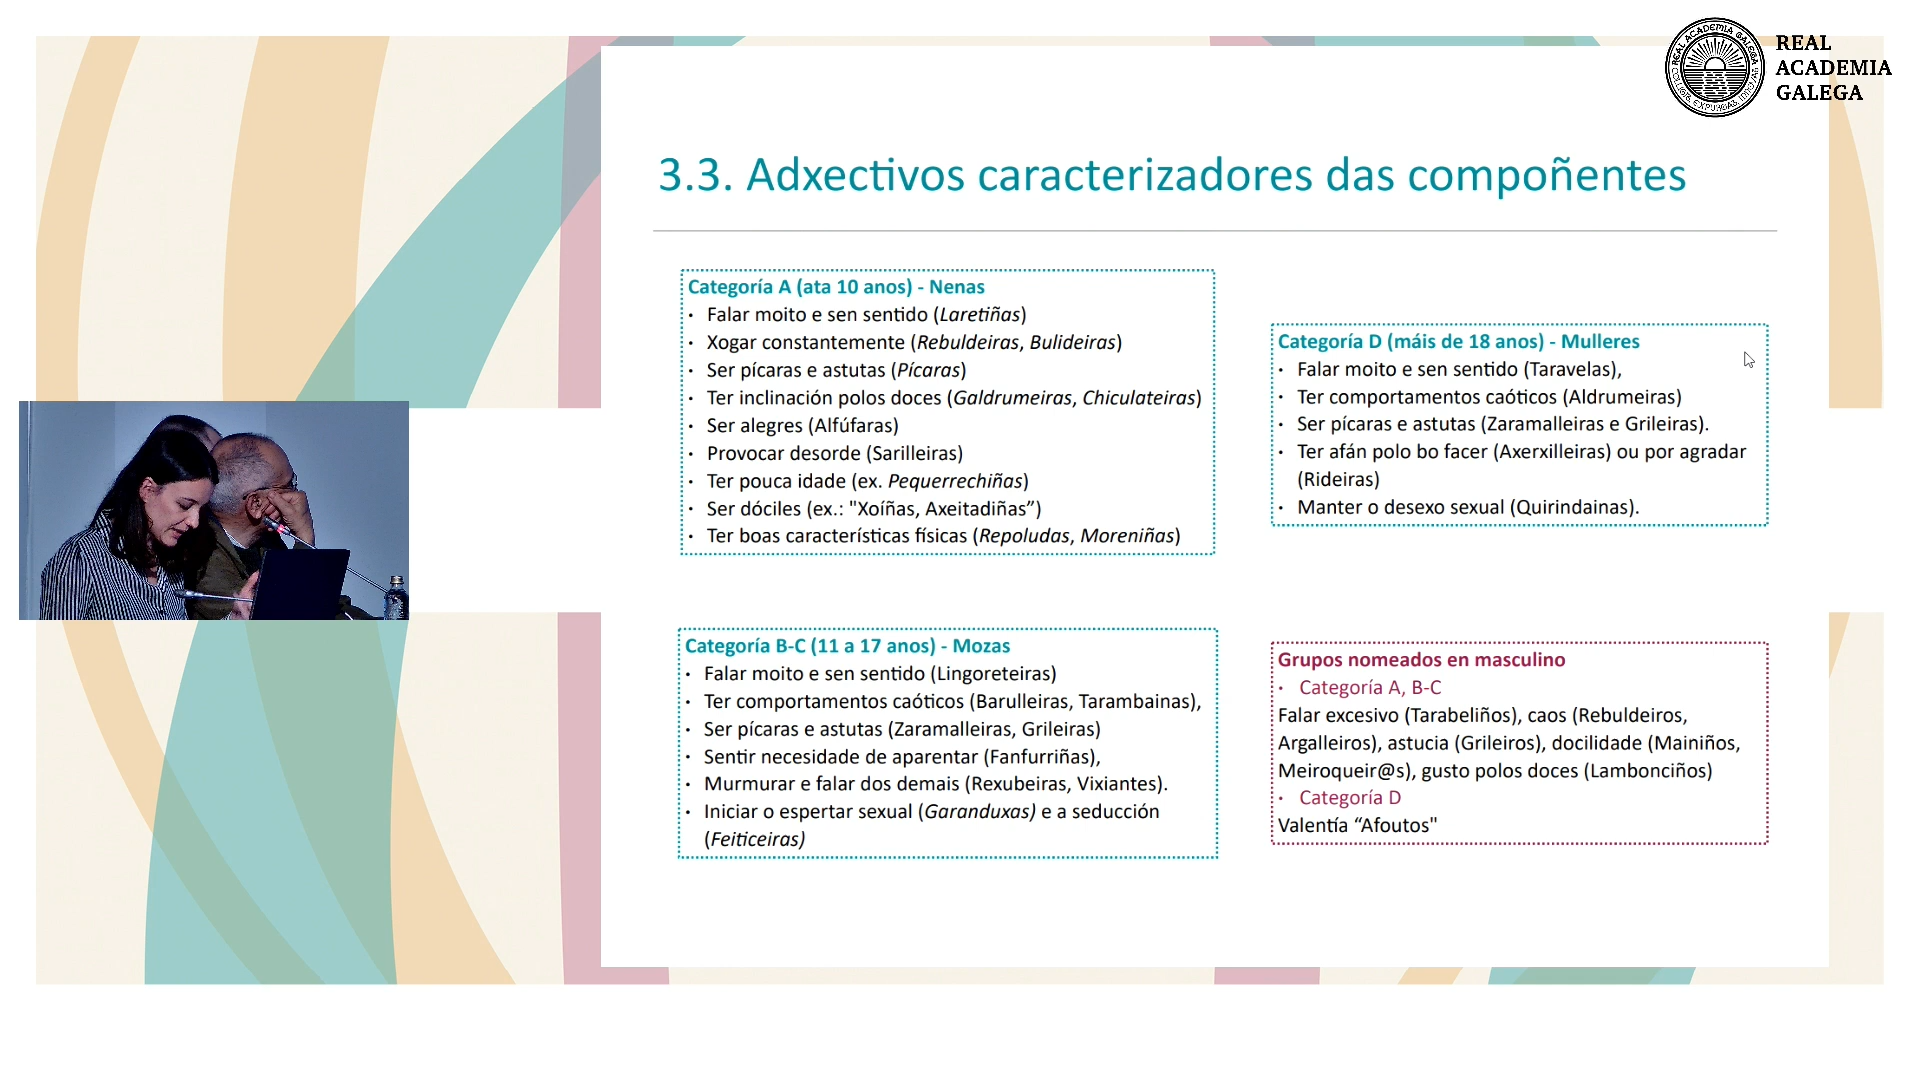 REAL
ACADEMIA
GALEGA
3.3. Adxectivos caracterizadores das compoñentes
Categoría A (ata 10 anos) - Nenas
· Falar moito e sen sentido (Laretiñas)
· Xogar constantemente (Rebuldeiras, Bulideiras)
· Ser pícaras e astutas (Pícaras)
· Ter inclinación polos doces (Galdrumeiras, Chiculateiras)
· Ser alegres (Alfúfaras)
· Provocar desorde (Sarilleiras)
· Ter pouca idade (ex. Pequerrechiñas)
· Ser dóciles (ex.: "Xoíñas, Axeitadiñas”)
· Ter boas características físicas (Repoludas, Moreniñas)
Categoría B-C (11 a 17 anos) - Mozas
· Falar moito e sen sentido (Lingoreteiras)
· Ter comportamentos caóticos (Barulleiras, Tarambainas),
· Ser pícaras e astutas (Zaramalleiras, Grileiras)
· Sentir necesidade de aparentar (Fanfurriñas),
· Murmurar e falar dos demais (Rexubeiras, Vixiantes).
· Iniciar o espertar sexual (Garanduxas) e a seducción
(Feiticeiras)
Categoría D (máis de 18 anos) - Mulleres
· Falar moito e sen sentido (Taravelas),
· Ter comportamentos caóticos (Aldrumeiras)
· Ser pícaras e astutas (Zaramalleiras e Grileiras).
· Ter afán polo bo facer (Axerxilleiras) ou por agradar
(Rideiras)
· Manter o desexo sexual (Quirindainas).
Grupos nomeados en masculino
· Categoría A, B-C
Falar excesivo (Tarabeliños), caos (Rebuldeiros,
Argalleiros), astucia (Grileiros), docilidade (Mainiños,
Meiroqueir@s), gusto polos doces (Lambonciños)
· Categoría D
Valentía “Afoutos"